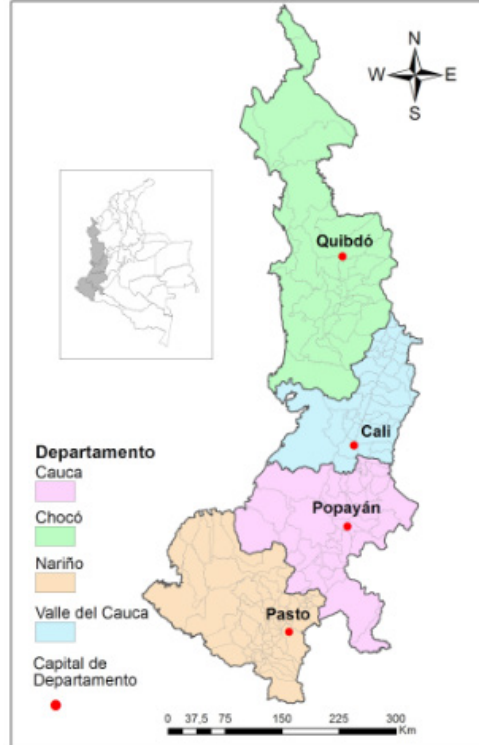 N
W E
S
Quibdó
Cali
Popayán
Pasto
Departamento
Cauca
Chocó
Nariño
Valle del Cauca
Capital de
Departamento
0 37,5 75 150 225 300
Km